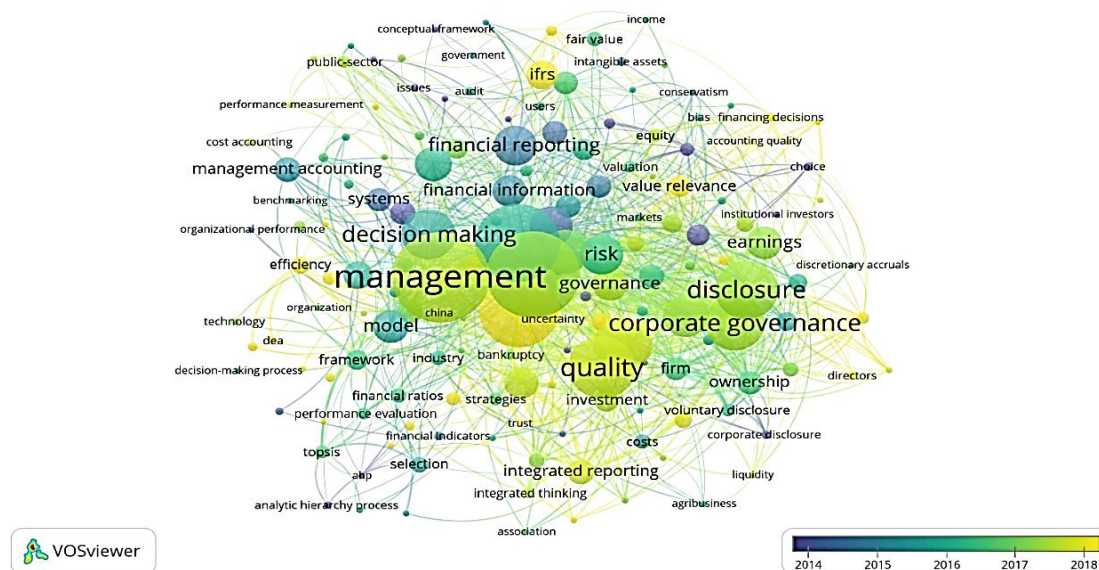 income
conceptual framework
fair value
government
intangible assets
public-sector
ifrs
issues
audit
conservatism
performance measurement
users
bias
financing decisions
cost accounting
financial reporting
equity
accounting quality
management accounting
valuation
choice
financial information
value relevance
benchmarking
systems
markets
institutional investors
organizational performance
decision making
earnings
risk
efficiency
management
governance
discretionary accruals
disclosure
organization
china
uncertainty
technology
model
corporate governance
dea
framework
industry
bankruptcy
decision-making process
quality
firm
directors
ownership
financial ratios
strategies
investment
performance evaluation
voluntary disclosure
trust
financial indicators
costs
corporate disclosure
topsis
selection
ahp
integrated reporting
liquidity
integrated thinking
analytic hierarchy process
agribusiness
association
VOSviewer
2014 2015 2016 2017 2018